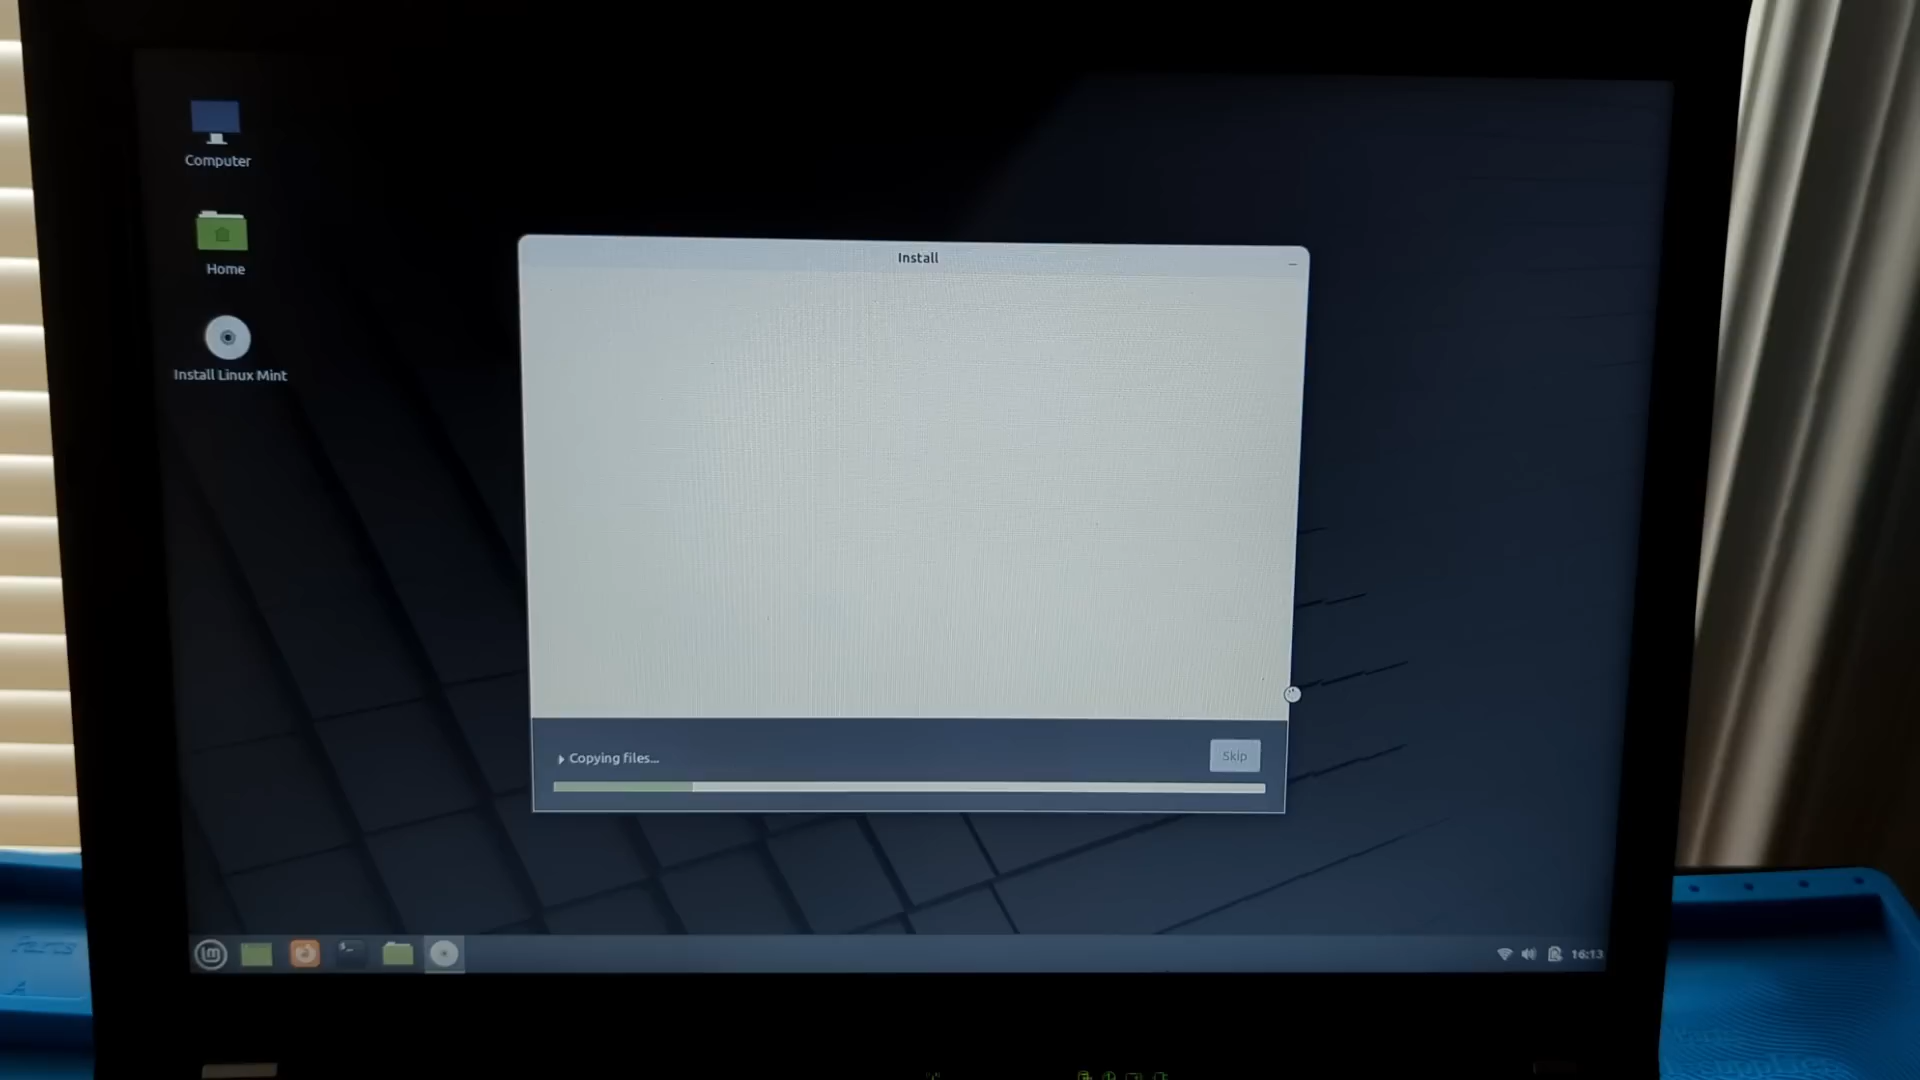 Computer
Home
Install Linux Mint
Install
Copying files...
Skip
16:13